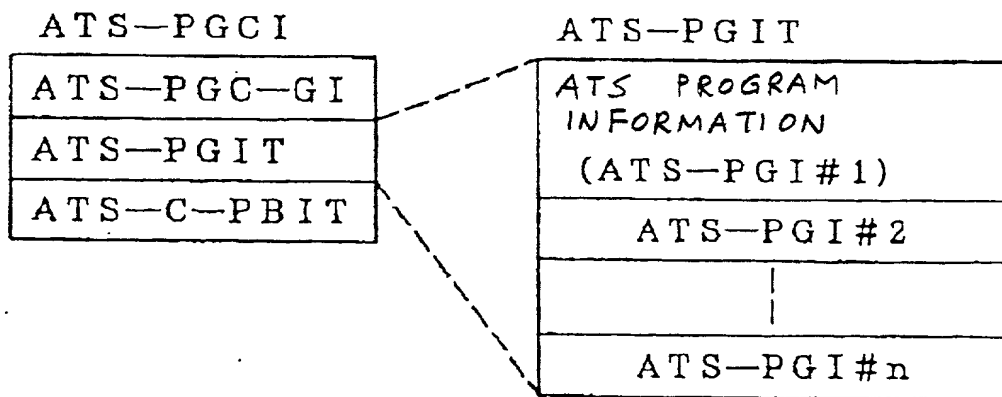 ATS—PGCI
ATS—PGC—GI
ATS—PGIT
ATS—C—PBIT
ATS—PGIT
ATS PROGRAM
INFORMATION
(ATS—PGI#1)
ATS—PGI#2
ATS—PGI#n